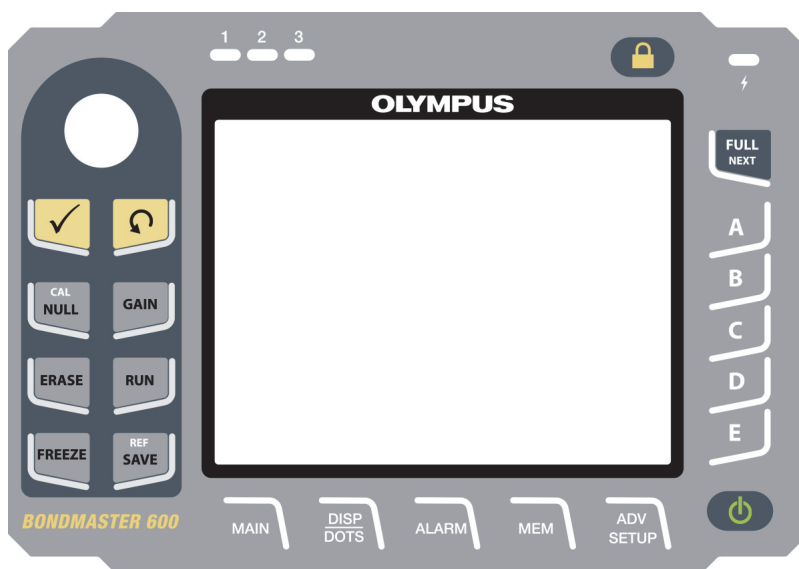 1 2 3
OLYMPUS
FULL
NEXT
A
B
C
D
E
CAL
NULL
GAIN
ERASE
RUN
FREEZE
REF
SAVE
BONDMASTER 600
MAIN
DISP
DOTS
ALARM
MEM
ADV
SETUP